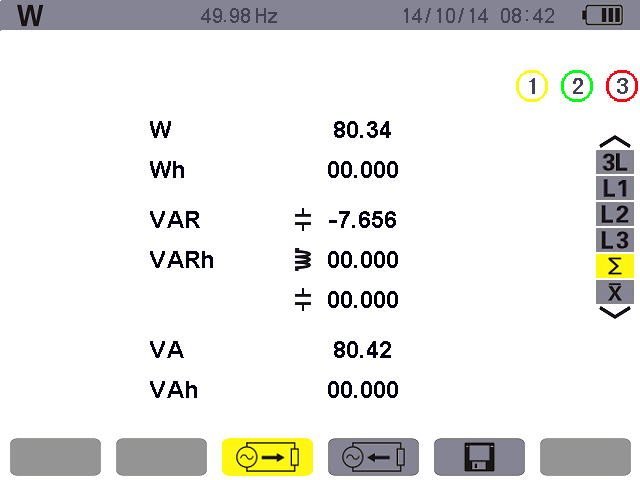 W 49.98 Hz 14/10/14 08:42
1 2 3
W 80.34
Wh 00.000
VAR -7.656
VARh 00.000
00.000
VA 80.42
VAh 00.000
3L
L1
L2
L3
Σ
X̅